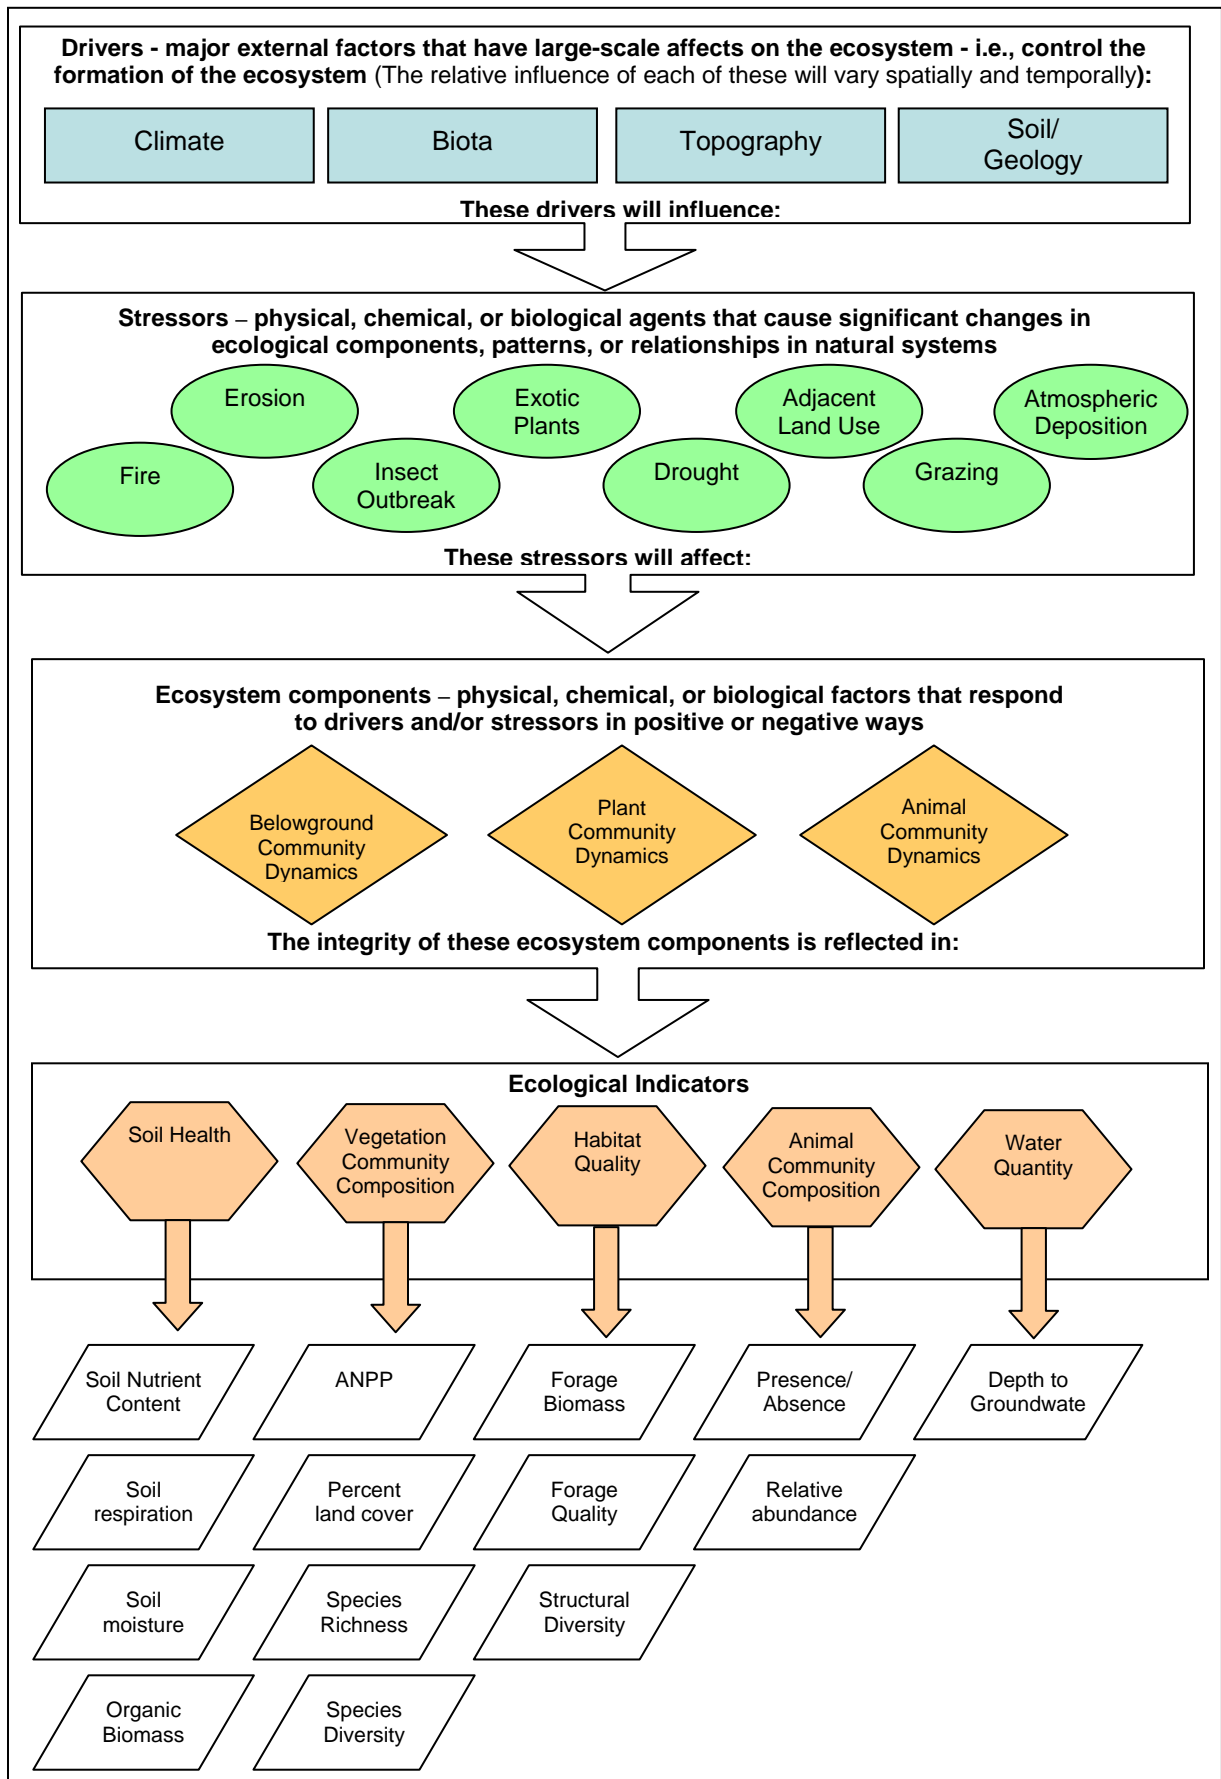 Drivers - major external factors that have large-scale affects on the ecosystem - i.e., control the
formation of the ecosystem (The relative influence of each of these will vary spatially and temporally):
Climate
Biota
Topography
Soil/
Geology
These drivers will influence:
Stressors – physical, chemical, or biological agents that cause significant changes in
ecological components, patterns, or relationships in natural systems
Erosion
Exotic
Plants
Adjacent
Land Use
Atmospheric
Deposition
Fire
Insect
Outbreak
Drought
Grazing
These stressors will affect:
Ecosystem components – physical, chemical, or biological factors that respond
to drivers and/or stressors in positive or negative ways
Belowground
Community
Dynamics
Plant
Community
Dynamics
Animal
Community
Dynamics
The integrity of these ecosystem components is reflected in:
Ecological Indicators
Soil Health
Vegetation
Community
Composition
Habitat
Quality
Animal
Community
Composition
Water
Quantity
Soil Nutrient
Content
ANPP
Forage
Biomass
Presence/
Absence
Depth to
Groundwate
Soil
respiration
Percent
land cover
Forage
Quality
Relative
abundance
Soil
moisture
Species
Richness
Structural
Diversity
Organic
Biomass
Species
Diversity